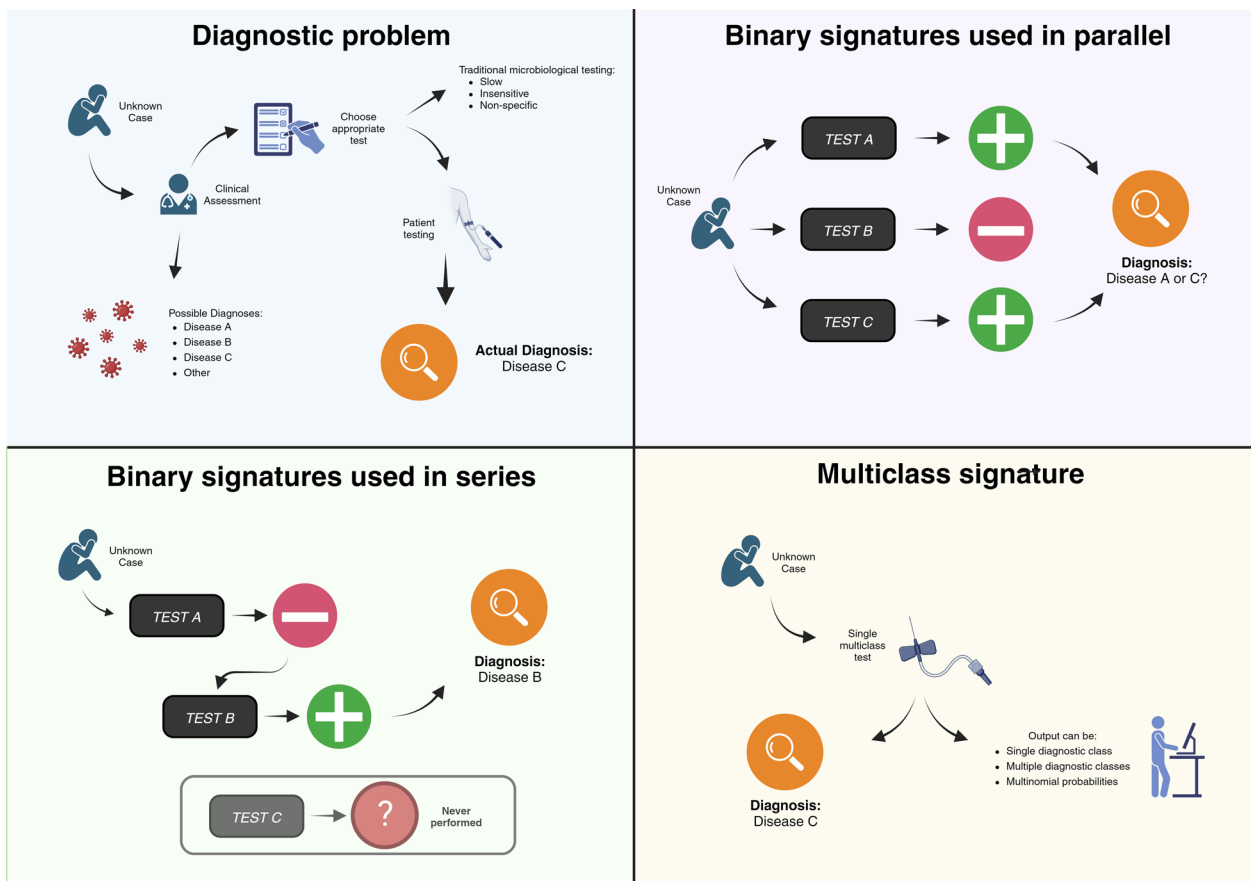 Diagnostic problem
Unknown
Case
Clinical
Assessment
Choose
appropriate
test
Traditional microbiological testing:
• Slow
• Insensitive
• Non-specific
Patient
testing
Possible Diagnoses:
• Disease A
• Disease B
• Disease C
• Other
Actual Diagnosis:
Disease C
Binary signatures used in parallel
Unknown
Case
TEST A
TEST B
TEST C
Diagnosis:
Disease A or C?
Binary signatures used in series
Unknown
Case
TEST A
TEST B
Diagnosis:
Disease B
TEST C
?
Never
performed
Multiclass signature
Unknown
Case
Single
multiclass
test
Diagnosis:
Disease C
Output can be:
• Single diagnostic class
• Multiple diagnostic classes
• Multinomial probabilities